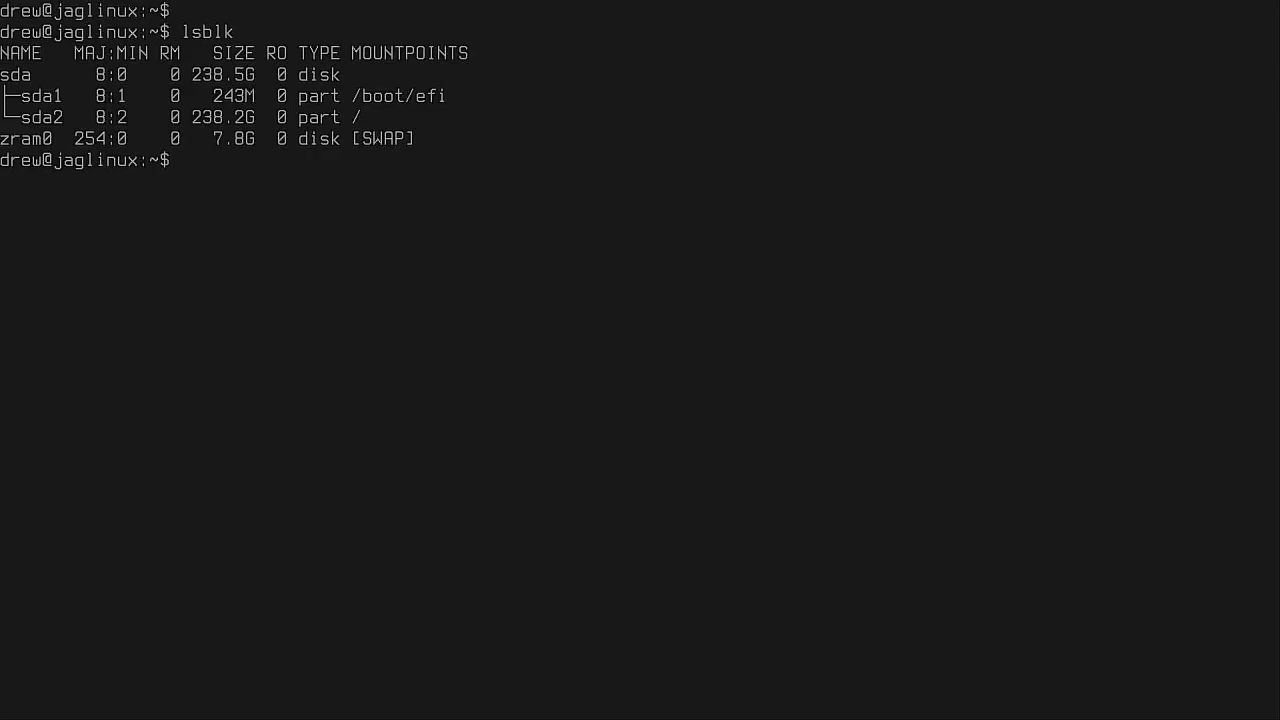 drew@jaglinux:~$
drew@jaglinux:~$ lsblk
NAME   MAJ:MIN RM   SIZE RO TYPE MOUNTPOINTS
sda      8:0    0 238.5G  0 disk
├─sda1   8:1    0   243M  0 part /boot/efi
└─sda2   8:2    0 238.2G  0 part /
zram0  254:0    0   7.8G  0 disk [SWAP]
drew@jaglinux:~$